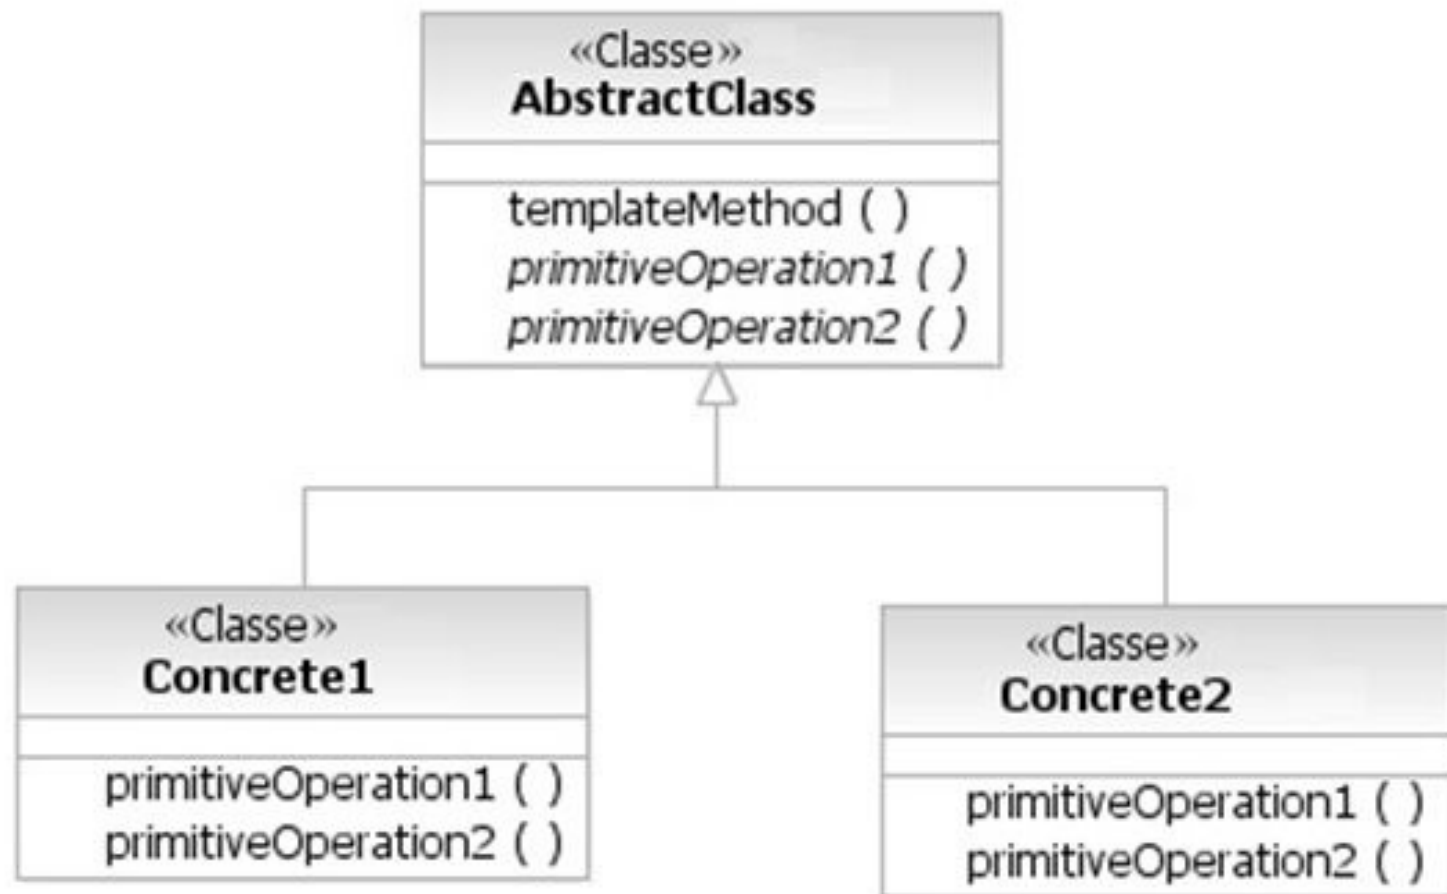 «Classe»
AbstractClass
templateMethod ( )
primitiveOperation1 ( )
primitiveOperation2 ( )
«Classe»
Concrete1
primitiveOperation1 ( )
primitiveOperation2 ( )
«Classe»
Concrete2
primitiveOperation1 ( )
primitiveOperation2 ( )